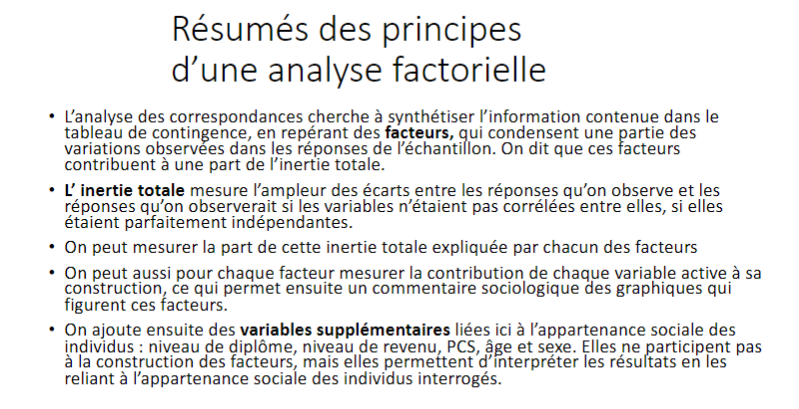 Résumés des principes
d’une analyse factorielle
• L’analyse des correspondances cherche à synthétiser l’information contenue dans le
tableau de contingence, en repérant des facteurs, qui condensent une partie des
variations observées dans les réponses de l’échantillon. On dit que ces facteurs
contribuent à une part de l’inertie totale.
• L’ inertie totale mesure l’ampleur des écarts entre les réponses qu’on observe et les
réponses qu’on observerait si les variables n’étaient pas corrélées entre elles, si elles
étaient parfaitement indépendantes.
• On peut mesurer la part de cette inertie totale expliquée par chacun des facteurs
• On peut aussi pour chaque facteur mesurer la contribution de chaque variable active à sa
construction, ce qui permet ensuite un commentaire sociologique des graphiques qui
figurent ces facteurs.
• On ajoute ensuite des variables supplémentaires liées ici à l’appartenance sociale des
individus : niveau de diplôme, niveau de revenu, PCS, âge et sexe. Elles ne participent pas
à la construction des facteurs, mais elles permettent d’interpréter les résultats en les
reliant à l’appartenance sociale des individus interrogés.